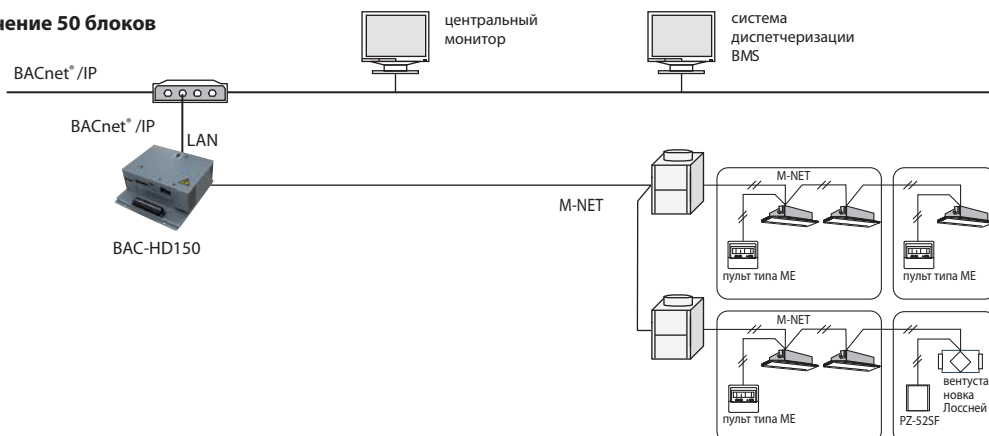 чение 50 блоков
центральный
монитор
система
диспетчеризации
BMS
BACnet® /IP
BACnet® /IP
LAN
BAC-HD150
M-NET
M-NET
пульт типа ME
пульт типа ME
M-NET
пульт типа ME
PZ-52SF
вентуста
новка
Лоссней